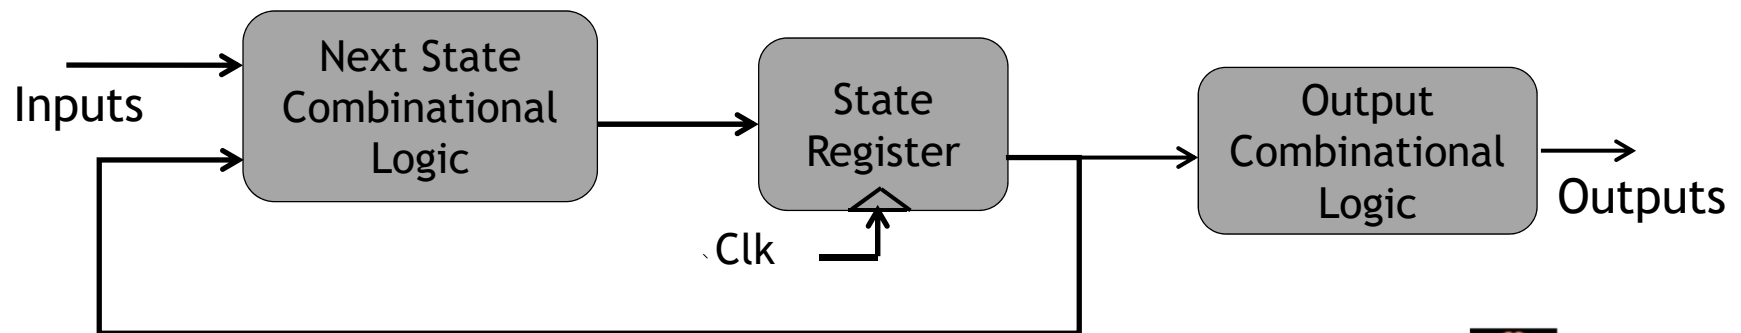 Inputs
Next State
Combinational
Logic
State
Register
Clk
Output
Combinational
Logic
Outputs